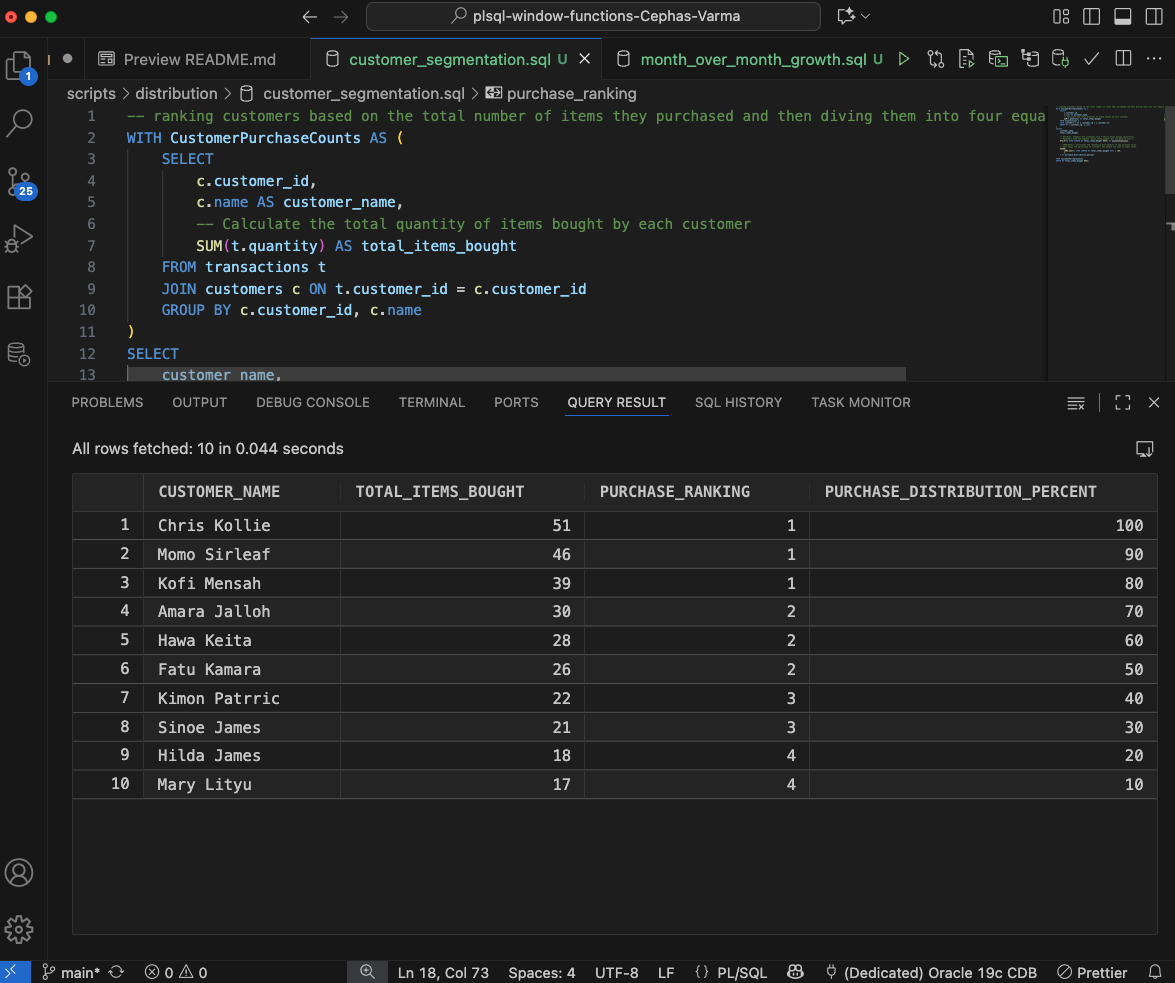 plsql-window-functions-Cephas-Varma
Preview README.md
customer_segmentation.sql U
month_over_month_growth.sql U
scripts > distribution > customer_segmentation.sql > purchase_ranking
1 -- ranking customers based on the total number of items they purchased and then diving them into four equa
2 WITH CustomerPurchaseCounts AS (
3 SELECT
4 c.customer_id,
5 c.name AS customer_name,
6 -- Calculate the total quantity of items bought by each customer
7 SUM(t.quantity) AS total_items_bought
8 FROM transactions t
9 JOIN customers c ON t.customer_id = c.customer_id
10 GROUP BY c.customer_id, c.name
11 )
12 SELECT
13 customer_name,
1
25
PROBLEMS OUTPUT DEBUG CONSOLE TERMINAL PORTS QUERY RESULT SQL HISTORY TASK MONITOR
All rows fetched: 10 in 0.044 seconds
CUSTOMER_NAME TOTAL_ITEMS_BOUGHT PURCHASE_RANKING PURCHASE_DISTRIBUTION_PERCENT
1 Chris Kollie 51 1 100
2 Momo Sirleaf 46 1 90
3 Kofi Mensah 39 1 80
4 Amara Jalloh 30 2 70
5 Hawa Keita 28 2 60
6 Fatu Kamara 26 2 50
7 Kimon Patrric 22 3 40
8 Sinoe James 21 3 30
9 Hilda James 18 4 20
10 Mary Lityu 17 4 10
main* 0 0 Ln 18, Col 73 Spaces: 4 UTF-8 LF {} PL/SQL (Dedicated) Oracle 19c CDB Prettier